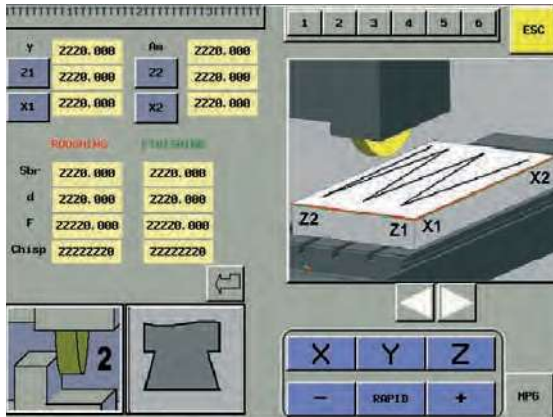 1 2 3 4 5 6 ESC
Y 2220.000 Am
Z1 2220.000 Z2 2220.000
X1 2220.000 X2 2220.000
ROUGHING FINISHING
Sbr 2220.000 2220.000
d 2220.000 2220.000
F 22220.000 22220.000
Chisp 22222220 22222220
X2
Z2 Z1 X1
2
X Y Z
- RAPID +
MPG